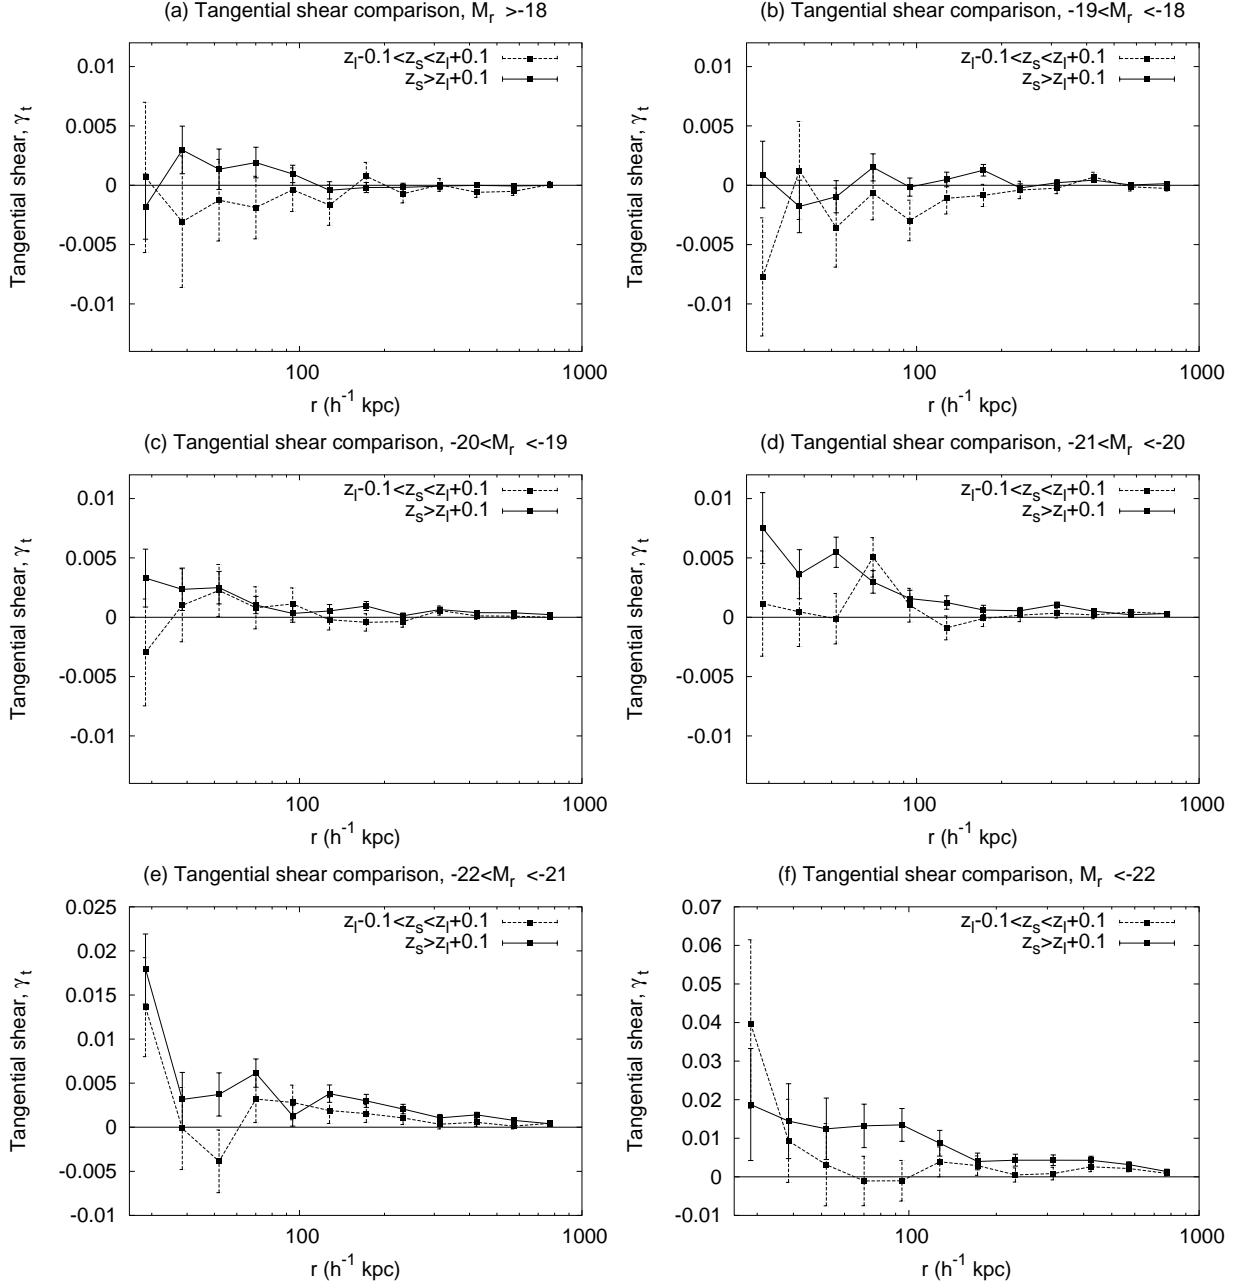 (a) Tangential shear comparison, M_r >-18
z_l-0.1<z_s<z_l+0.1
z_s>z_l+0.1
Tangential shear, γ_t
0.01
0.005
0
-0.005
-0.01
100
1000
r (h^-1 kpc)
(b) Tangential shear comparison, -19<M_r <-18
z_l-0.1<z_s<z_l+0.1
z_s>z_l+0.1
Tangential shear, γ_t
0.01
0.005
0
-0.005
-0.01
100
1000
r (h^-1 kpc)
(c) Tangential shear comparison, -20<M_r <-19
z_l-0.1<z_s<z_l+0.1
z_s>z_l+0.1
Tangential shear, γ_t
0.01
0.005
0
-0.005
-0.01
100
1000
r (h^-1 kpc)
(d) Tangential shear comparison, -21<M_r <-20
z_l-0.1<z_s<z_l+0.1
z_s>z_l+0.1
Tangential shear, γ_t
0.01
0.005
0
-0.005
-0.01
100
1000
r (h^-1 kpc)
(e) Tangential shear comparison, -22<M_r <-21
z_l-0.1<z_s<z_l+0.1
z_s>z_l+0.1
Tangential shear, γ_t
0.025
0.02
0.015
0.01
0.005
0
-0.005
-0.01
100
1000
r (h^-1 kpc)
(f) Tangential shear comparison, M_r <-22
z_l-0.1<z_s<z_l+0.1
z_s>z_l+0.1
Tangential shear, γ_t
0.07
0.06
0.05
0.04
0.03
0.02
0.01
0
-0.01
100
1000
r (h^-1 kpc)